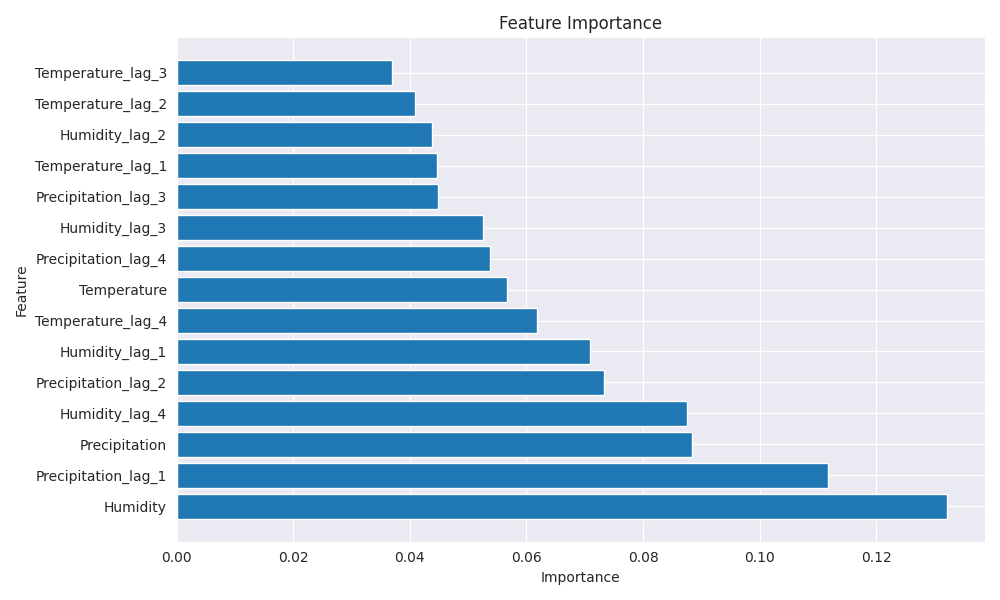 Feature Importance
Feature
Temperature_lag_3
Temperature_lag_2
Humidity_lag_2
Temperature_lag_1
Precipitation_lag_3
Humidity_lag_3
Precipitation_lag_4
Temperature
Temperature_lag_4
Humidity_lag_1
Precipitation_lag_2
Humidity_lag_4
Precipitation
Precipitation_lag_1
Humidity
0.00 0.02 0.04 0.06 0.08 0.10 0.12
Importance